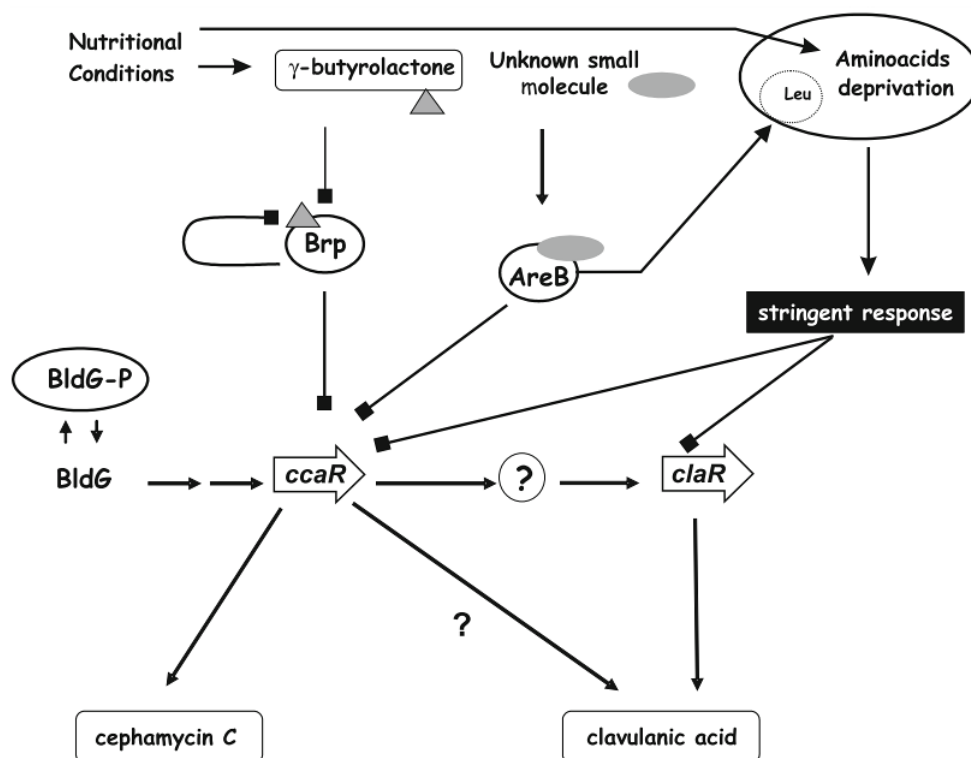 Nutritional
Conditions
γ-butyrolactone
Unknown small
molecule
Aminoacids
deprivation
Leu
Brp
AreB
stringent response
BldG-P
BldG
ccaR
?
claR
?
cephamycin C
clavulanic acid